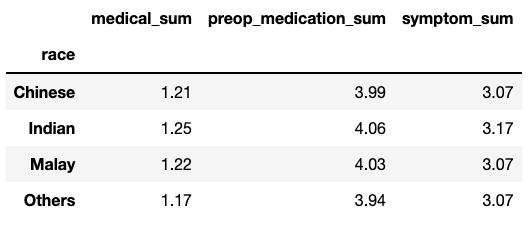 medical_sum preop_medication_sum symptom_sum
race
Chinese 1.21 3.99 3.07
Indian 1.25 4.06 3.17
Malay 1.22 4.03 3.07
Others 1.17 3.94 3.07